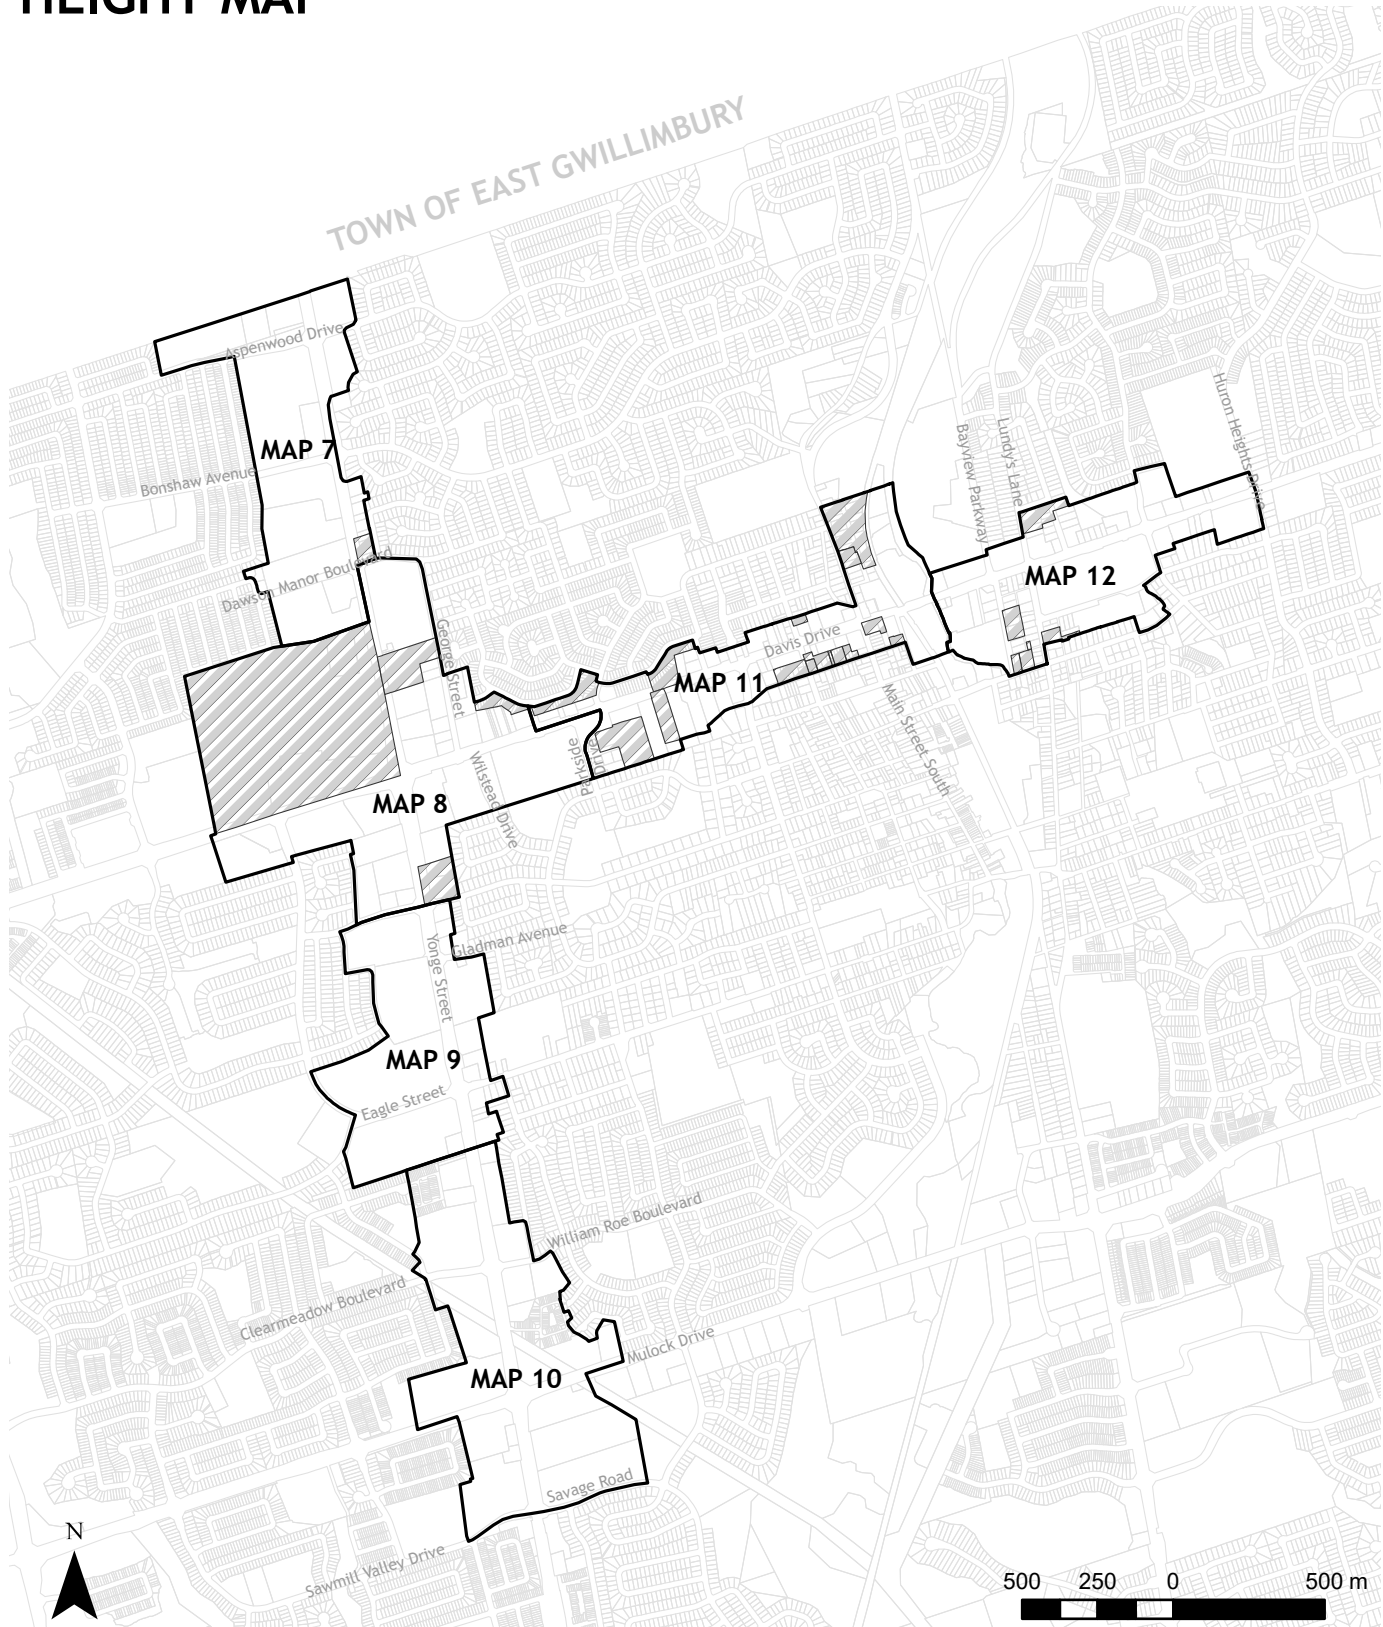 HEIGHT MAP
TOWN OF EAST GWILLIMBURY
Aspenwood Drive
MAP 7
Bonshaw Avenue
Dawson Manor Boulevard
George Street
Huron Heights Drive
Lundy's Lane
Bayview Parkway
MAP 12
Davis Drive
MAP 11
Main Street South
Parkside
Drive
Wilstead Drive
MAP 8
Gladman Avenue
Yonge Street
MAP 9
Eagle Street
William Roe Boulevard
Clearmeadow Boulevard
Mulock Drive
MAP 10
Savage Road
Sawmill Valley Drive
N
500 250 0 500 m